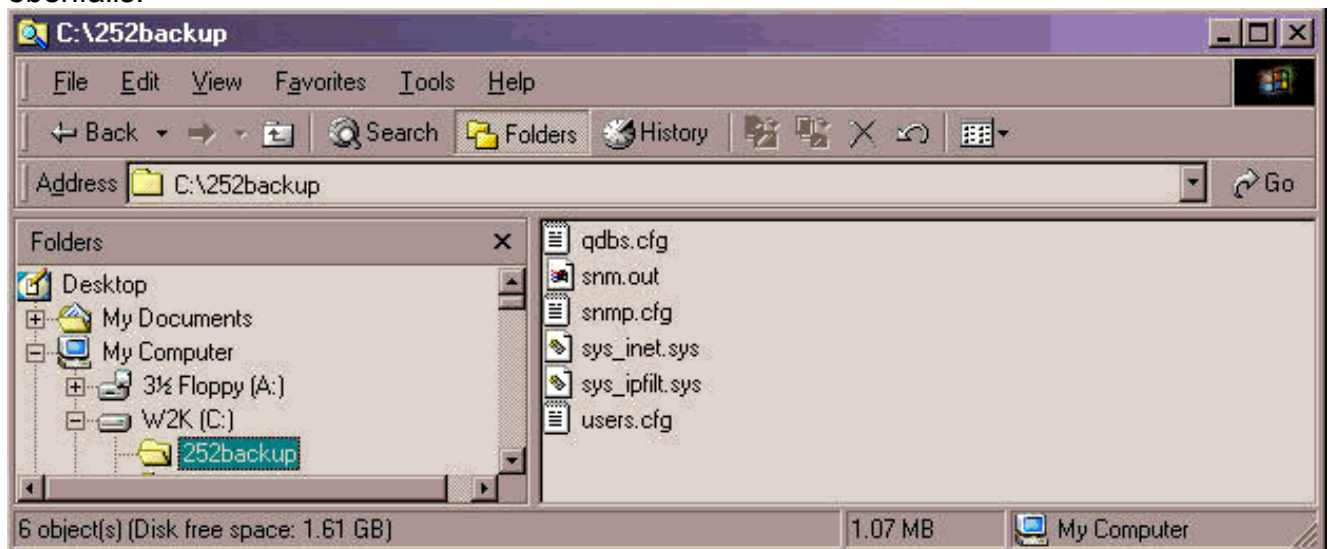 C:\252backup
File Edit View Favorites Tools Help
Back Search Folders History
Address C:\252backup Go
Folders
Desktop
My Documents
My Computer
3½ Floppy (A:)
W2K (C:)
252backup
qdbs.cfg
snm.out
snmp.cfg
sys_inet.sys
sys_ipfilt.sys
users.cfg
6 object(s) (Disk free space: 1.61 GB) 1.07 MB My Computer